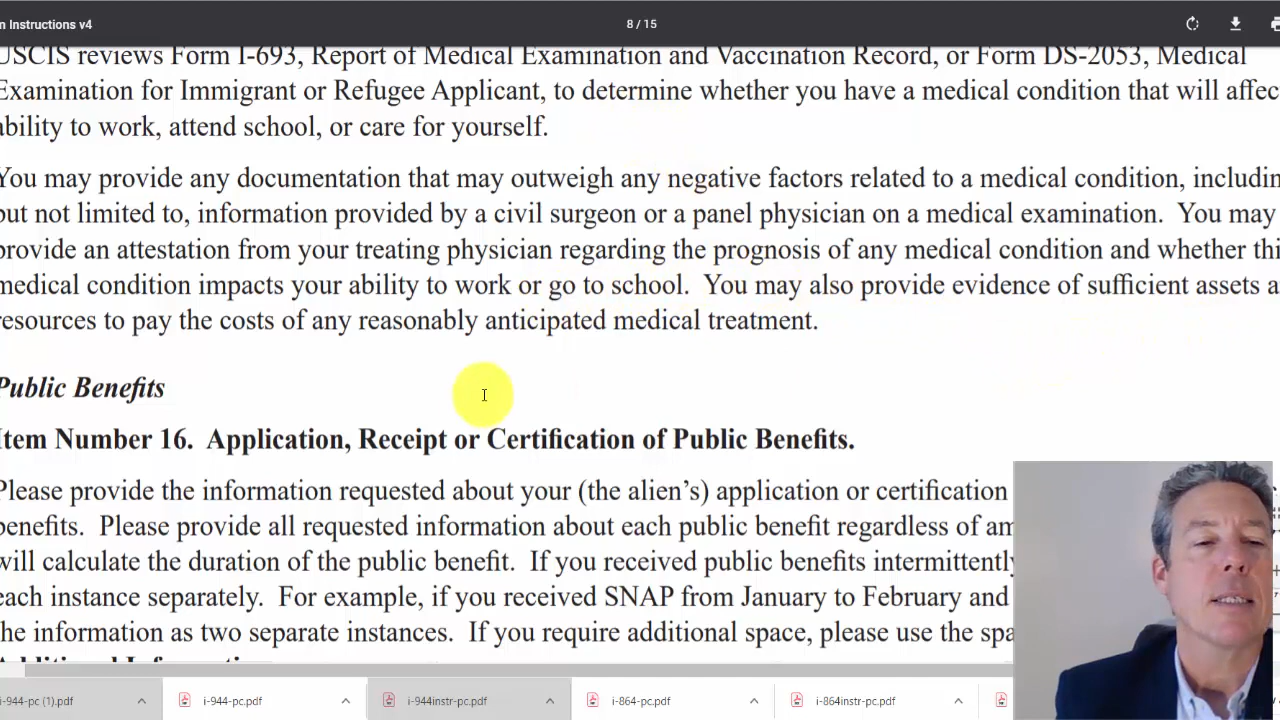 n Instructions v4
8 / 15
USCIS reviews Form I-693, Report of Medical Examination and Vaccination Record, or Form DS-2053, Medical
Examination for Immigrant or Refugee Applicant, to determine whether you have a medical condition that will affec
ability to work, attend school, or care for yourself.
You may provide any documentation that may outweigh any negative factors related to a medical condition, includin
but not limited to, information provided by a civil surgeon or a panel physician on a medical examination. You may
provide an attestation from your treating physician regarding the prognosis of any medical condition and whether thi
medical condition impacts your ability to work or go to school. You may also provide evidence of sufficient assets a
resources to pay the costs of any reasonably anticipated medical treatment.
Public Benefits
Item Number 16. Application, Receipt or Certification of Public Benefits.
Please provide the information requested about your (the alien's) application or certification
benefits. Please provide all requested information about each public benefit regardless of am
will calculate the duration of the public benefit. If you received public benefits intermittently
each instance separately. For example, if you received SNAP from January to February and
the information as two separate instances. If you require additional space, please use the spa
Additional Information
i-944-pc (1).pdf
i-944-pc.pdf
i-944instr-pc.pdf
i-864-pc.pdf
i-864instr-pc.pdf